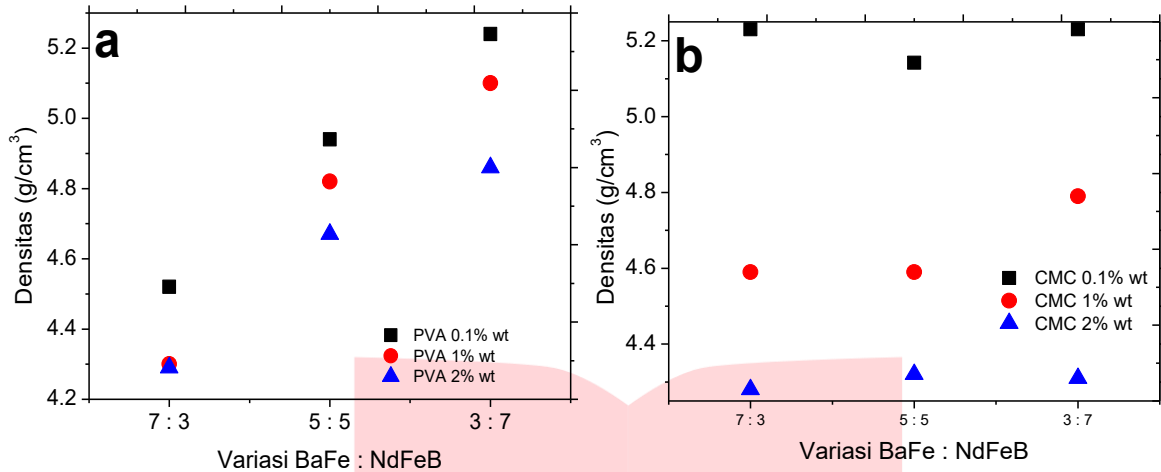 a
5.2
5.0
4.8
4.6
4.4
4.2
Densitas (g/cm³)
PVA 0.1% wt
PVA 1% wt
PVA 2% wt
7 : 3
5 : 5
3 : 7
Variasi BaFe : NdFeB
b
5.2
5.0
4.8
4.6
4.4
Densitas (g/cm³)
CMC 0.1% wt
CMC 1% wt
CMC 2% wt
7 : 3
5 : 5
3 : 7
Variasi BaFe : NdFeB